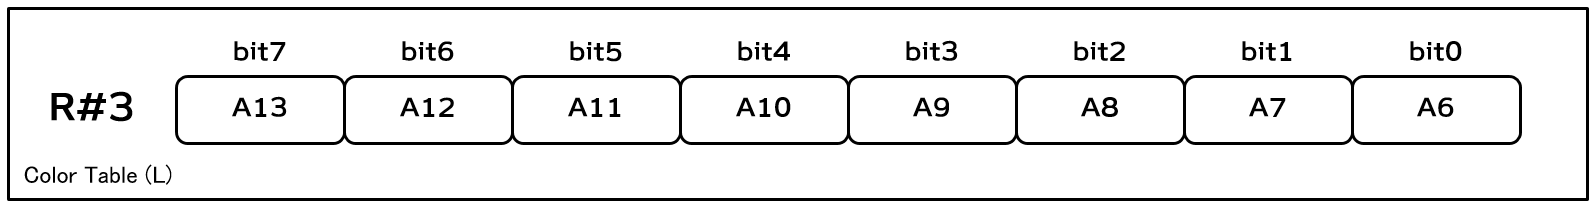 bit7 bit6 bit5 bit4 bit3 bit2 bit1 bit0
R#3 A13 A12 A11 A10 A9 A8 A7 A6
Color Table (L)